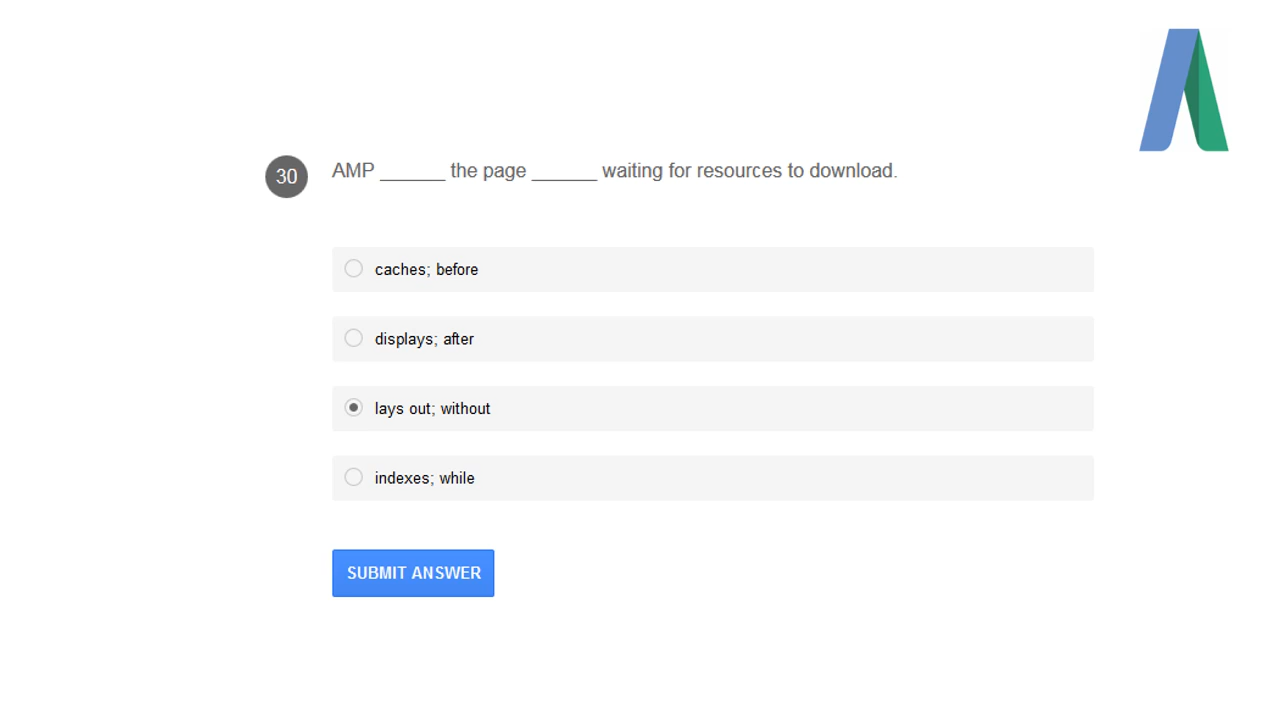 30
AMP ______ the page ______ waiting for resources to download.
caches; before
displays; after
lays out; without
indexes; while
SUBMIT ANSWER